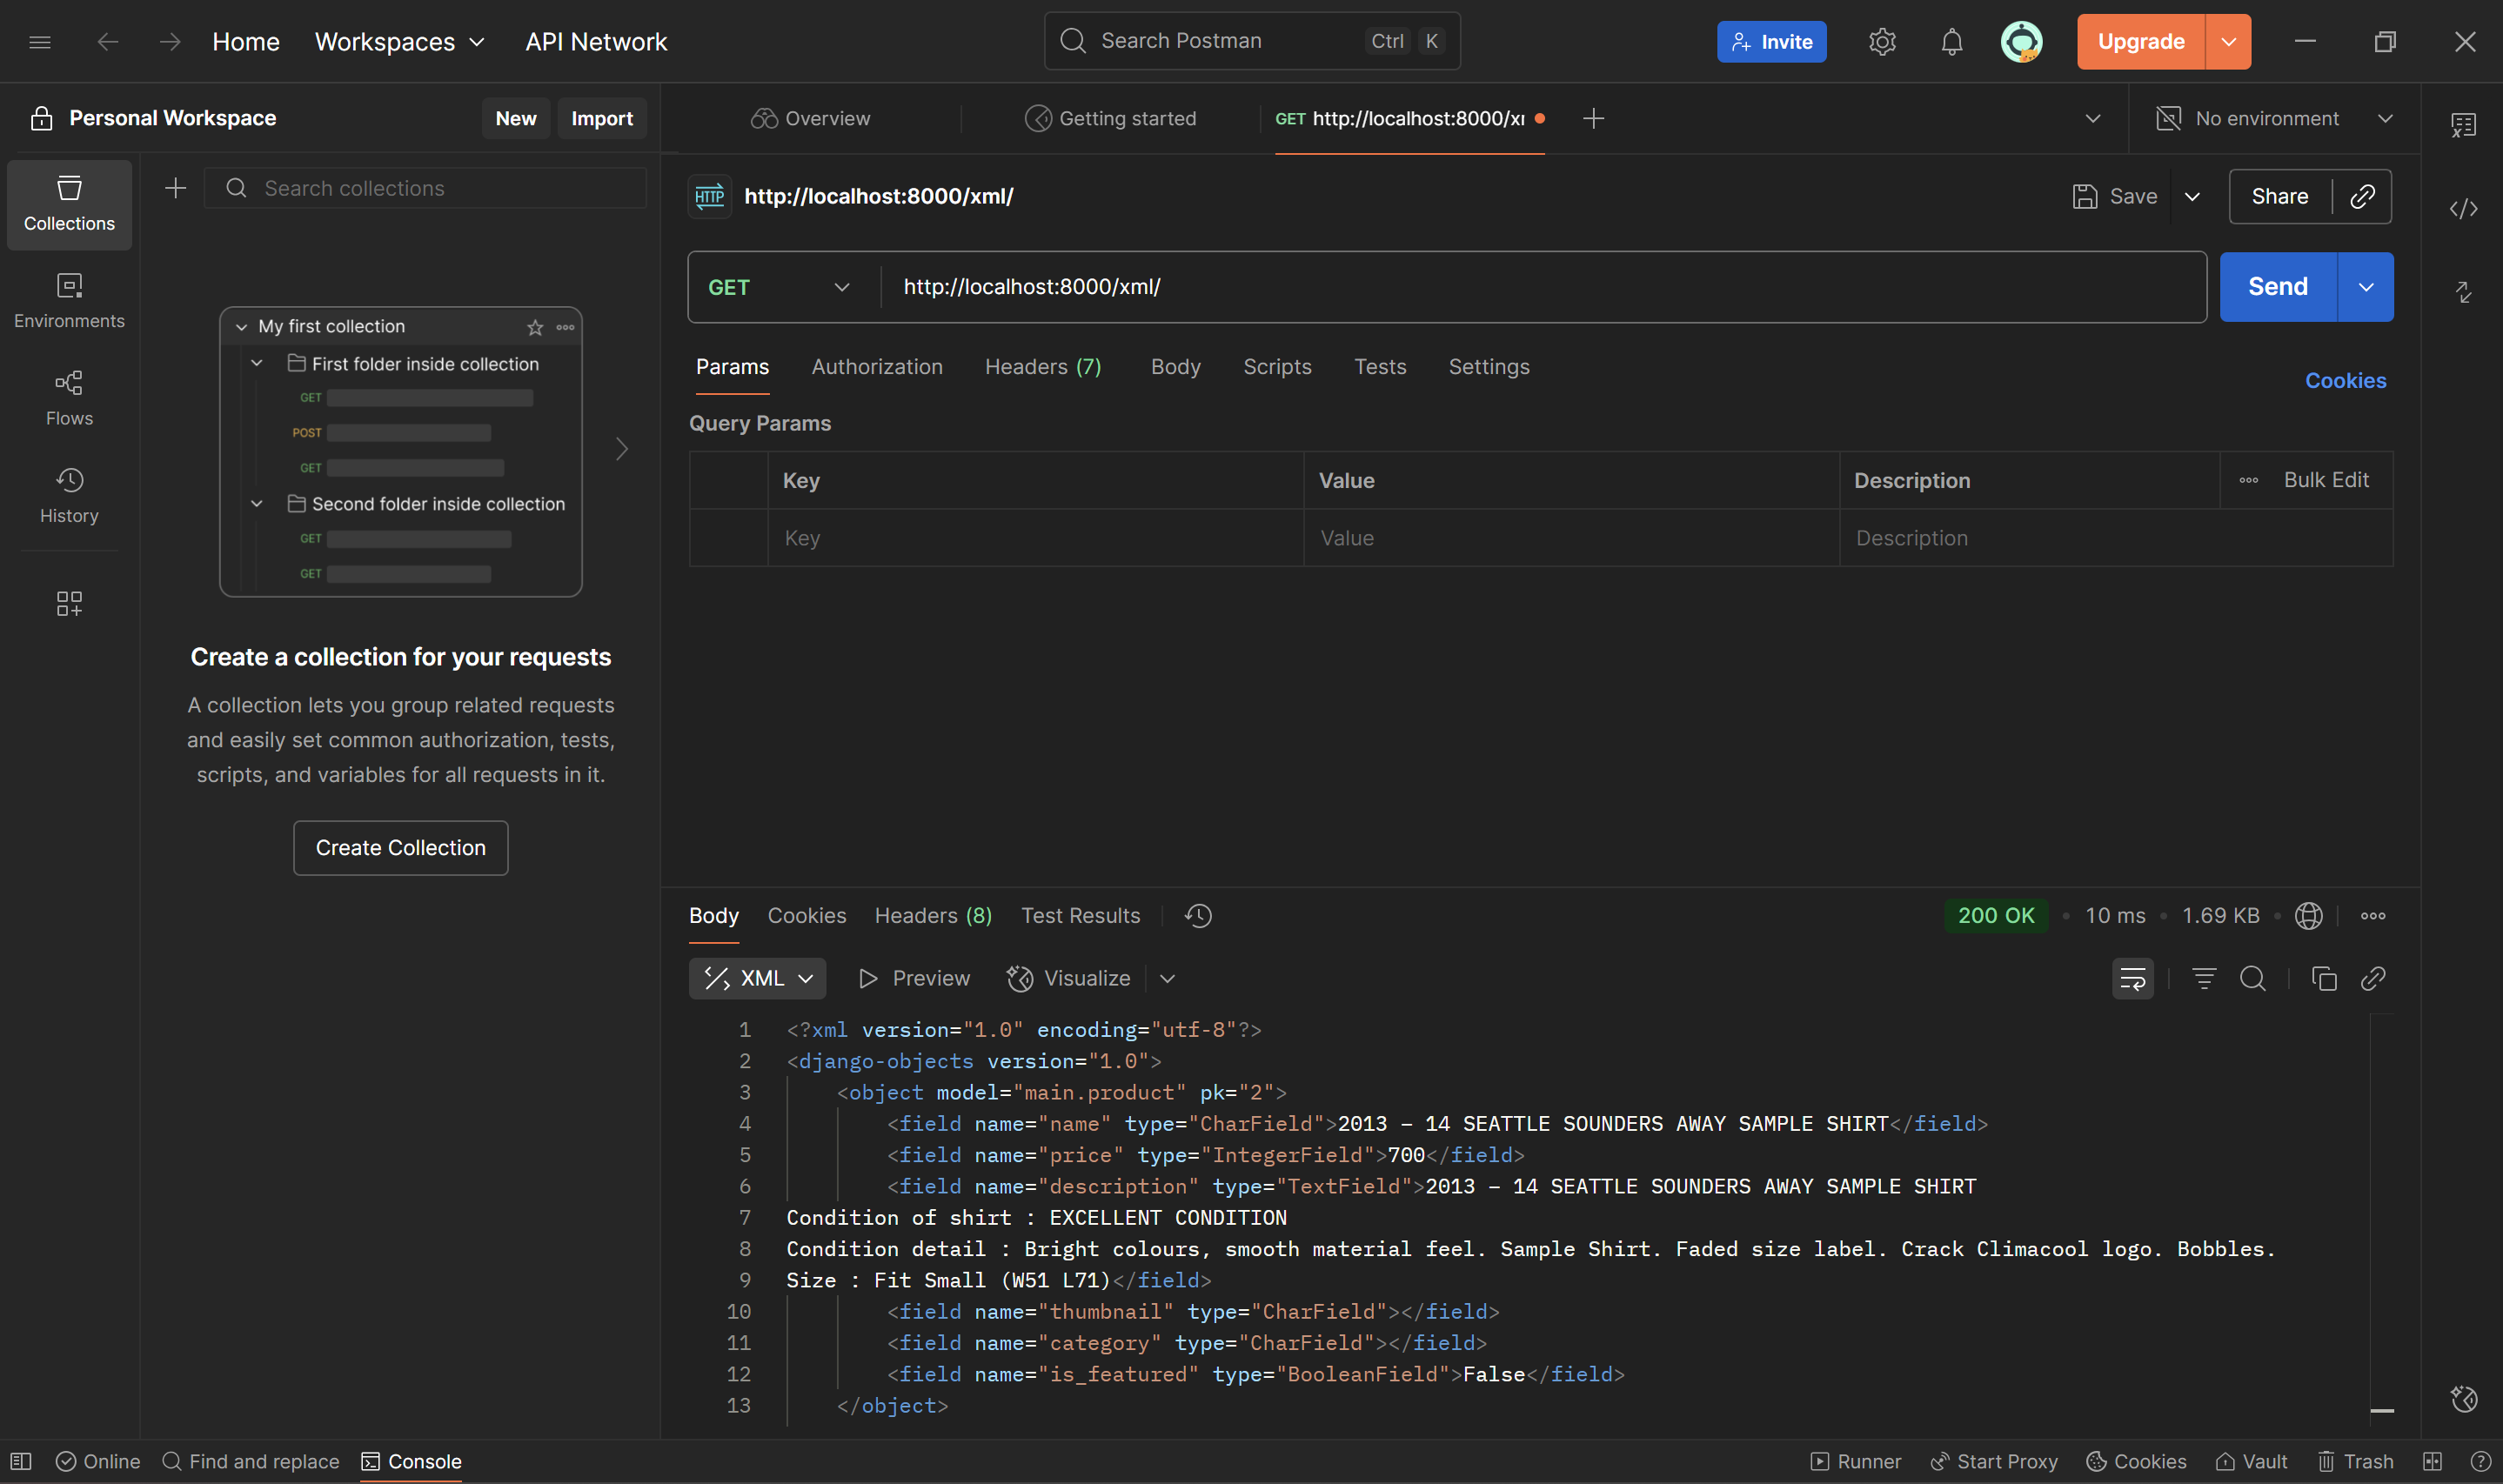 Home Workspaces API Network Search Postman Ctrl K Invite Upgrade
Personal Workspace New Import
Overview Getting started GET http://localhost:8000/x No environment
Collections
Environments
Flows
History
Search collections
My first collection
First folder inside collection
GET
POST
GET
Second folder inside collection
GET
GET
Create a collection for your requests
A collection lets you group related requests
and easily set common authorization, tests,
scripts, and variables for all requests in it.
Create Collection
HTTP http://localhost:8000/xml/ Save Share
GET http://localhost:8000/xml/ Send
Params Authorization Headers (7) Body Scripts Tests Settings Cookies
Query Params
Key Value Description Bulk Edit
Key Value Description
Body Cookies Headers (8) Test Results 200 OK 10 ms 1.69 KB
XML Preview Visualize
1 <?xml version="1.0" encoding="utf-8"?>
2 <django-objects version="1.0">
3 <object model="main.product" pk="2">
4 <field name="name" type="CharField">2013 – 14 SEATTLE SOUNDERS AWAY SAMPLE SHIRT</field>
5 <field name="price" type="IntegerField">700</field>
6 <field name="description" type="TextField">2013 – 14 SEATTLE SOUNDERS AWAY SAMPLE SHIRT
7 Condition of shirt : EXCELLENT CONDITION
8 Condition detail : Bright colours, smooth material feel. Sample Shirt. Faded size label. Crack Climacool logo. Bobbles.
9 Size : Fit Small (W51 L71)</field>
10 <field name="thumbnail" type="CharField"></field>
11 <field name="category" type="CharField"></field>
12 <field name="is_featured" type="BooleanField">False</field>
13 </object>
Online Find and replace Console Runner Start Proxy Cookies Vault Trash